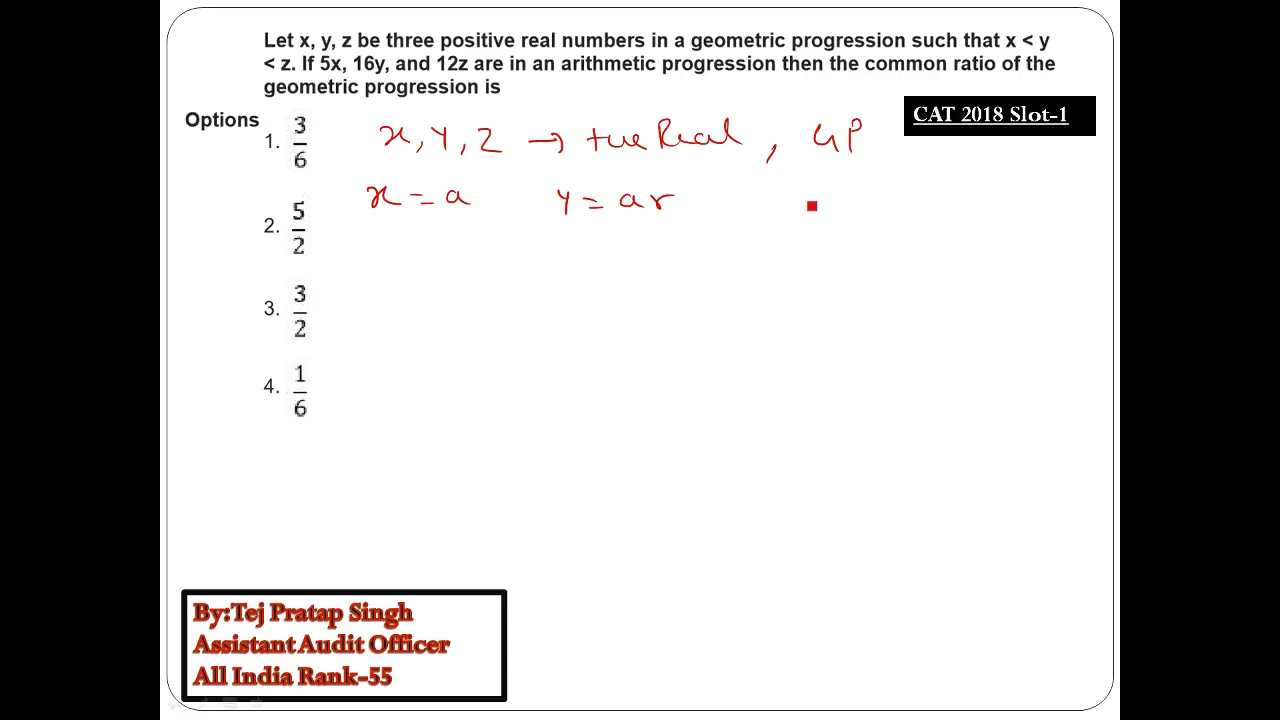 Let x, y, z be three positive real numbers in a geometric progression such that x < y
< z. If 5x, 16y, and 12z are in an arithmetic progression then the common ratio of the
geometric progression is
CAT 2018 Slot-1
Options
1. 3/6
x, y, z → +ve Real, GP
x = a y = ar
2. 5/2
3. 3/2
4. 1/6
By:Tej Pratap Singh
Assistant Audit Officer
All India Rank-55